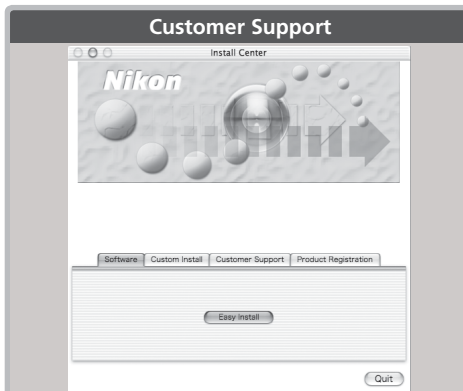 Customer Support
Install Center
Nikon
Software Custom Install Customer Support Product Registration
Easy Install
Quit